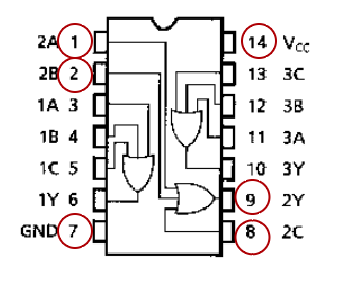 2A 1 14 Vcc
2B 2 13 3C
1A 3 12 3B
1B 4 11 3A
1C 5 10 3Y
1Y 6 9 2Y
GND 7 8 2C